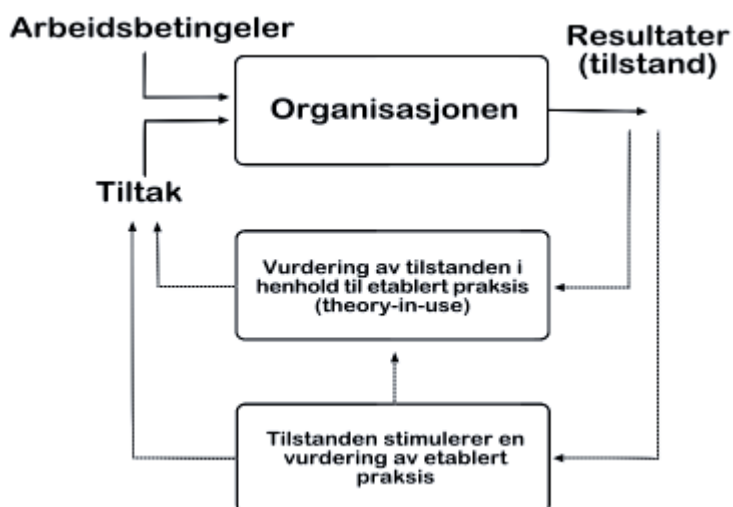 Arbeidsbetingeler
Resultater
(tilstand)
Organisasjonen
Tiltak
Vurdering av tilstanden i
henhold til etablert praksis
(theory-in-use)
Tilstanden stimulerer en
vurdering av etablert
praksis